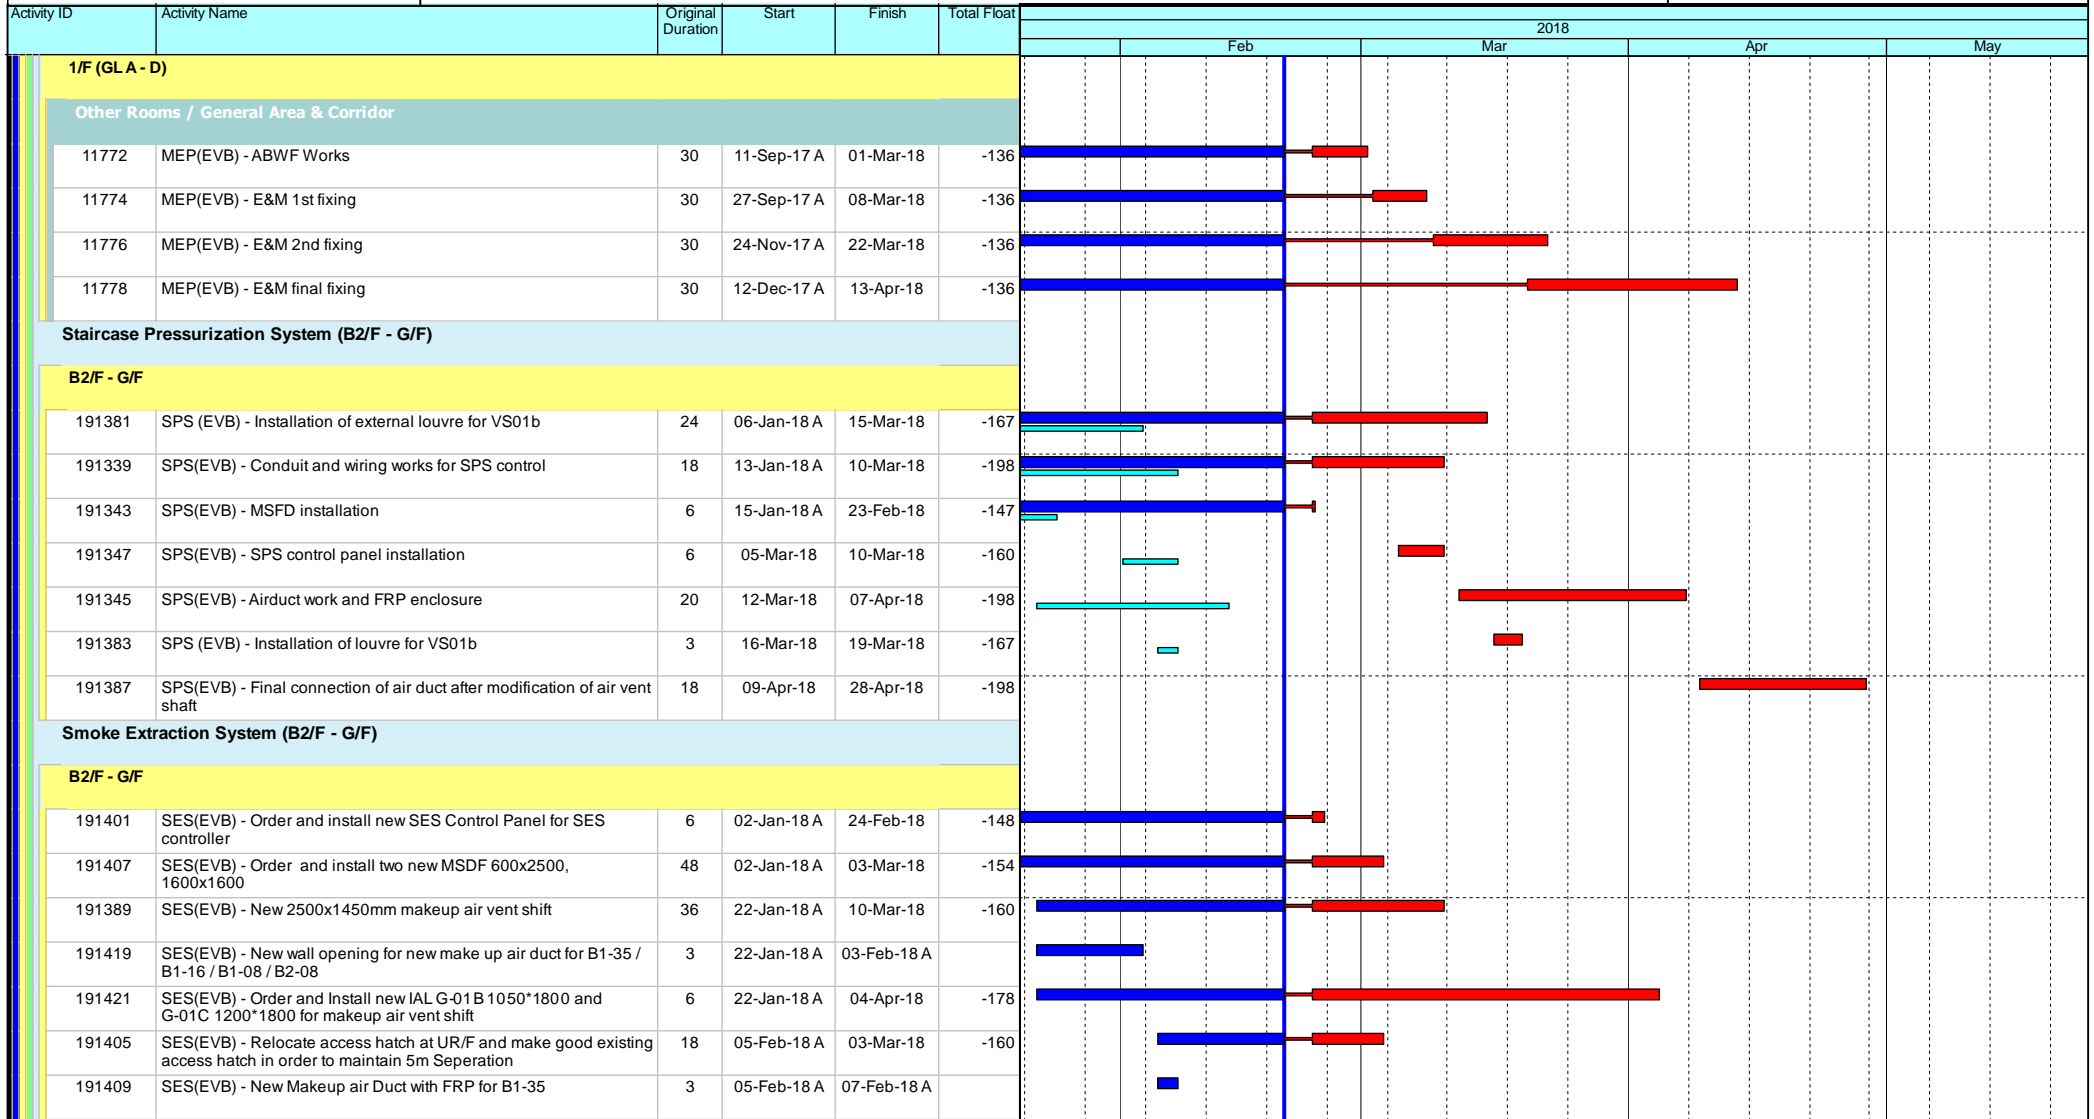 Activity ID Activity Name Original Start Finish Total Float
Duration
2018
Feb Mar Apr May
1/F (GL A - D)
Other Rooms / General Area & Corridor
11772 MEP(EVB) - ABWF Works 30 11-Sep-17 A 01-Mar-18 -136
11774 MEP(EVB) - E&M 1st fixing 30 27-Sep-17 A 08-Mar-18 -136
11776 MEP(EVB) - E&M 2nd fixing 30 24-Nov-17 A 22-Mar-18 -136
11778 MEP(EVB) - E&M final fixing 30 12-Dec-17 A 13-Apr-18 -136
Staircase Pressurization System (B2/F - G/F)
B2/F - G/F
191381 SPS (EVB) - Installation of external louvre for VS01b 24 06-Jan-18 A 15-Mar-18 -167
191339 SPS(EVB) - Conduit and wiring works for SPS control 18 13-Jan-18 A 10-Mar-18 -198
191343 SPS(EVB) - MSFD installation 6 15-Jan-18 A 23-Feb-18 -147
191347 SPS(EVB) - SPS control panel installation 6 05-Mar-18 10-Mar-18 -160
191345 SPS(EVB) - Airduct work and FRP enclosure 20 12-Mar-18 07-Apr-18 -198
191383 SPS (EVB) - Installation of louvre for VS01b 3 16-Mar-18 19-Mar-18 -167
191387 SPS(EVB) - Final connection of air duct after modification of air vent 18 09-Apr-18 28-Apr-18 -198
shaft
Smoke Extraction System (B2/F - G/F)
B2/F - G/F
191401 SES(EVB) - Order and install new SES Control Panel for SES 6 02-Jan-18 A 24-Feb-18 -148
controller
191407 SES(EVB) - Order and install two new MSDF 600x2500, 48 02-Jan-18 A 03-Mar-18 -154
1600x1600
191389 SES(EVB) - New 2500x1450mm makeup air vent shift 36 22-Jan-18 A 10-Mar-18 -160
191419 SES(EVB) - New wall opening for new make up air duct for B1-35 / 3 22-Jan-18 A 03-Feb-18 A
B1-16 / B1-08 / B2-08
191421 SES(EVB) - Order and Install new IAL G-01B 1050*1800 and 6 22-Jan-18 A 04-Apr-18 -178
G-01C 1200*1800 for makeup air vent shift
191405 SES(EVB) - Relocate access hatch at UR/F and make good existing 18 05-Feb-18 A 03-Mar-18 -160
access hatch in order to maintain 5m Seperation
191409 SES(EVB) - New Makeup air Duct with FRP for B1-35 3 05-Feb-18 A 07-Feb-18 A